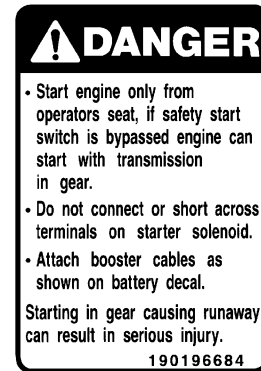 DANGER
• Start engine only from
operators seat, if safety start
switch is bypassed engine can
start with transmission
in gear.
• Do not connect or short across
terminals on starter solenoid.
• Attach booster cables as
shown on battery decal.
Starting in gear causing runaway
can result in serious injury.
190196684